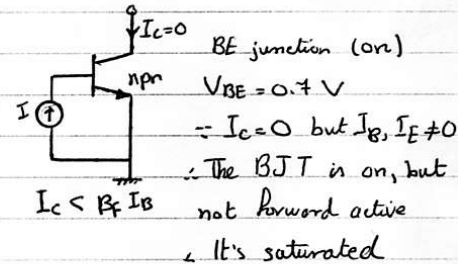 I_C=0
BE junction (on)
npn
V_BE = 0.7 V
I
∵ I_C=0 but I_B, I_E ≠0
∴ The BJT is on, but
I_C < β_F I_B
not forward active
It's saturated